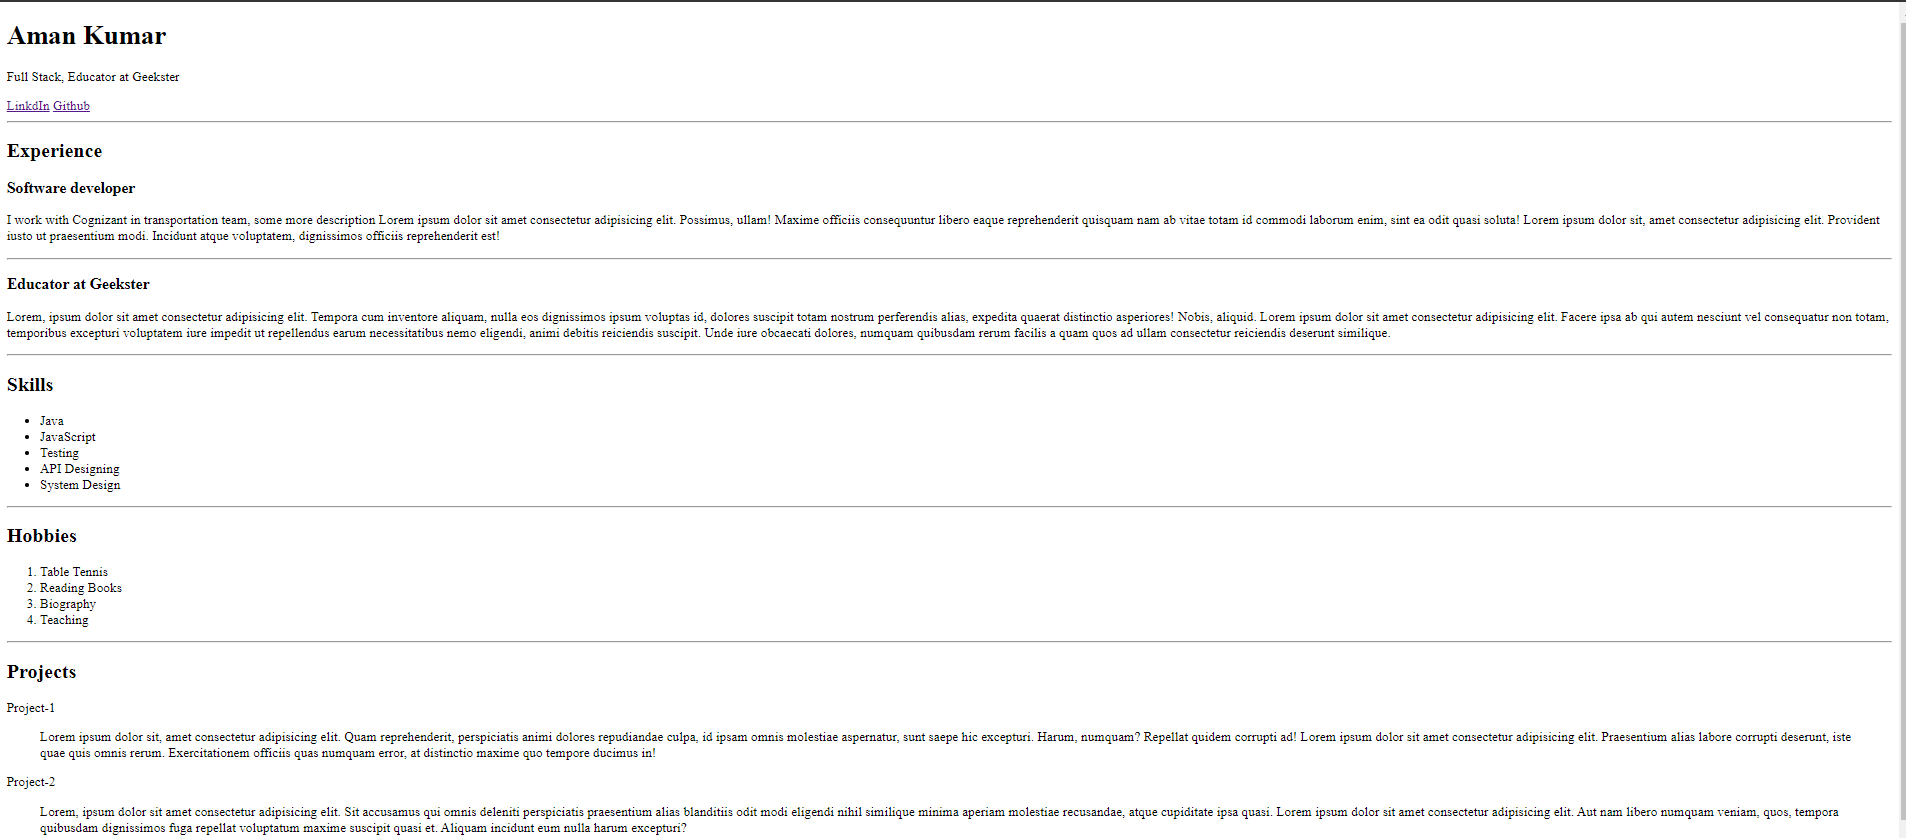 Aman Kumar
Full Stack, Educator at Geekster
LinkdIn Github
Experience
Software developer
I work with Cognizant in transportation team, some more description Lorem ipsum dolor sit amet consectetur adipisicing elit. Possimus, ullam! Maxime officiis consequuntur libero eaque reprehenderit quisquam nam ab vitae totam id commodi laborum enim, sint ea odit quasi soluta! Lorem ipsum dolor sit, amet consectetur adipisicing elit. Provident
iusto ut praesentium modi. Incidunt atque voluptatem, dignissimos officiis reprehenderit est!
Educator at Geekster
Lorem, ipsum dolor sit amet consectetur adipisicing elit. Tempora cum inventore aliquam, nulla eos dignissimos ipsum voluptas id, dolores suscipit totam nostrum perferendis alias, expedita quaerat distinctio asperiores! Nobis, aliquid. Lorem ipsum dolor sit amet consectetur adipisicing elit. Facere ipsa ab qui autem nesciunt vel consequatur non totam,
temporibus excepturi voluptatem iure impedit ut repellendus earum necessitatibus nemo eligendi, animi debitis reiciendis suscipit. Unde iure obcaecati dolores, numquam quibusdam rerum facilis a quam quos ad ullam consectetur reiciendis deserunt similique.
Skills
• Java
• JavaScript
• Testing
• API Designing
• System Design
Hobbies
1. Table Tennis
2. Reading Books
3. Biography
4. Teaching
Projects
Project-1
Lorem ipsum dolor sit, amet consectetur adipisicing elit. Quam reprehenderit, perspiciatis animi dolores repudiandae culpa, id ipsam omnis molestiae aspernatur, sunt saepe hic excepturi. Harum, numquam? Repellat quidem corrupti ad! Lorem ipsum dolor sit amet consectetur adipisicing elit. Praesentium alias labore corrupti deserunt, iste
quae quis omnis rerum. Exercitationem officiis quas numquam error, at distinctio maxime quo tempore ducimus in!
Project-2
Lorem, ipsum dolor sit amet consectetur adipisicing elit. Sit accusamus qui omnis deleniti perspiciatis praesentium alias blanditiis odit modi eligendi nihil similique minima aperiam molestiae recusandae, atque cupiditate ipsa quasi. Lorem ipsum dolor sit amet consectetur adipisicing elit. Aut nam libero numquam veniam, quos, tempora
quibusdam dignissimos fuga repellat voluptatum maxime suscipit quasi et. Aliquam incidunt eum nulla harum excepturi?